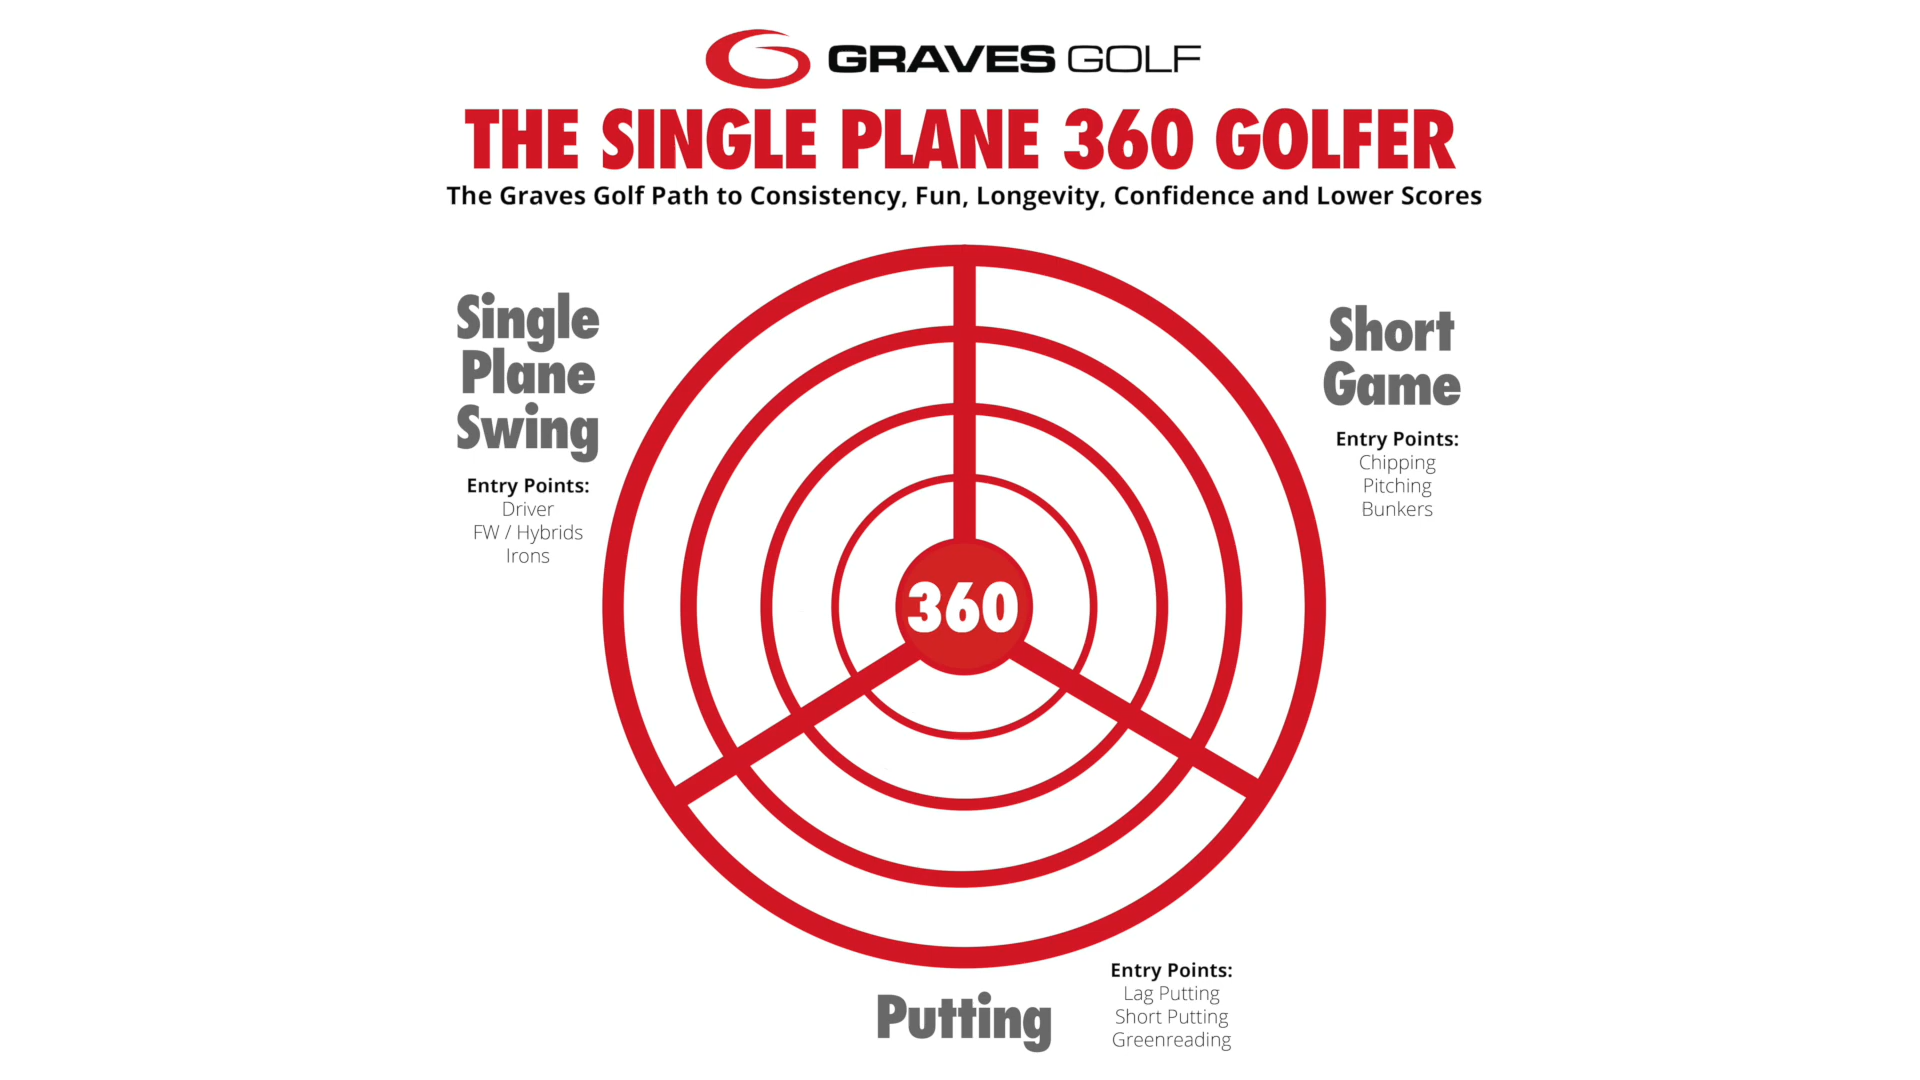 GRAVES GOLF
THE SINGLE PLANE 360 GOLFER
The Graves Golf Path to Consistency, Fun, Longevity, Confidence and Lower Scores
Single
Plane
Swing
Entry Points:
Driver
FW / Hybrids
Irons
Short
Game
Entry Points:
Chipping
Pitching
Bunkers
360
Putting
Entry Points:
Lag Putting
Short Putting
Greenreading